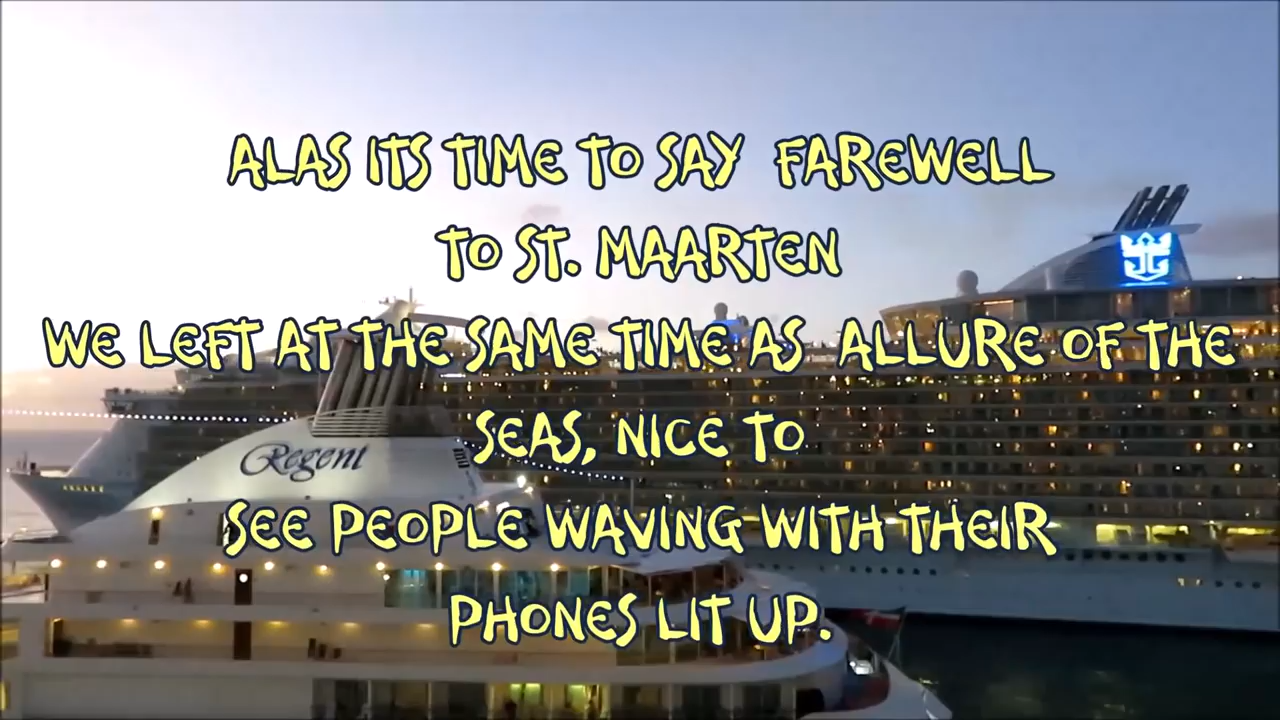 ALAS ITS TIME TO SAY FAREWELL
TO ST. MAARTEN
WE LEFT AT THE SAME TIME AS ALLURE OF THE
SEAS, NICE TO
SEE PEOPLE WAVING WITH THEIR
PHONES LIT UP.
Regent